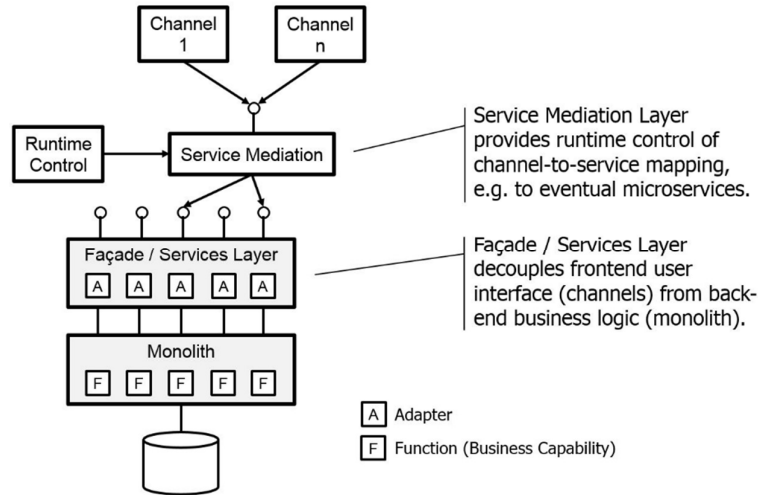 Channel
1
Channel
n
Runtime
Control
Service Mediation
Service Mediation Layer
provides runtime control of
channel-to-service mapping,
e.g. to eventual microservices.
Façade / Services Layer
A A A A A
Façade / Services Layer
decouples frontend user
interface (channels) from back-
end business logic (monolith).
Monolith
F F F F F
A Adapter
F Function (Business Capability)